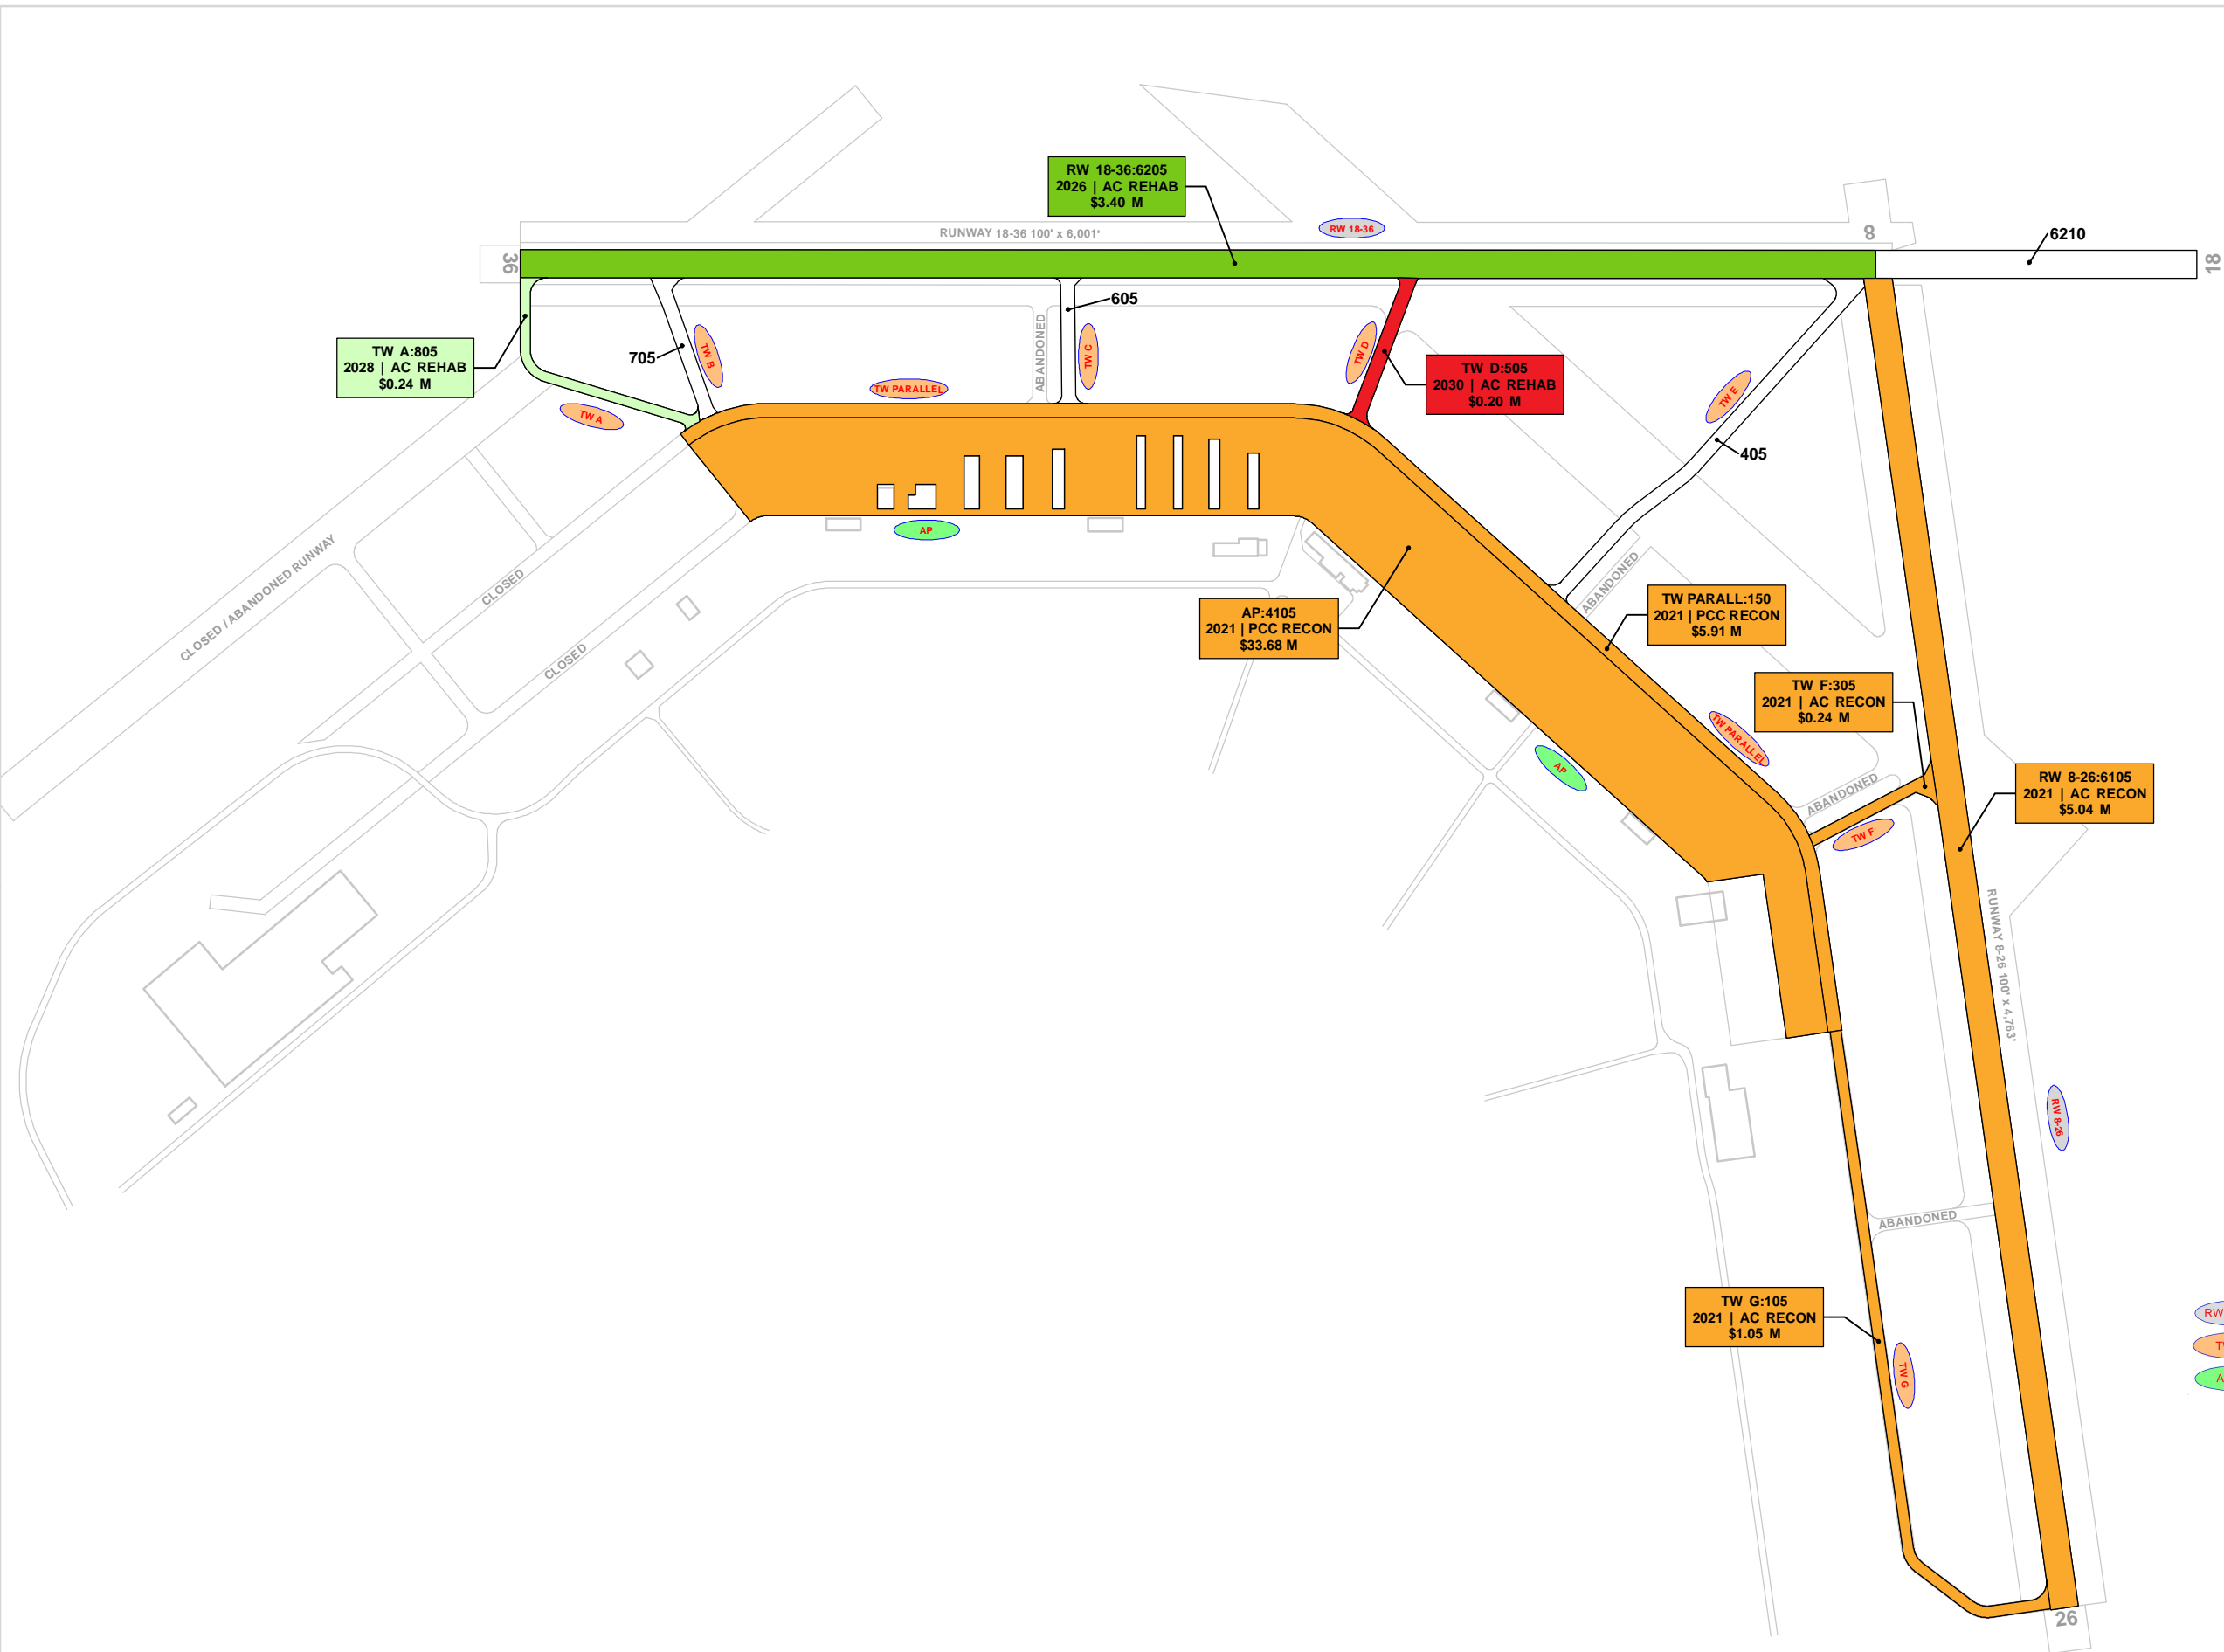 RW 18-36:6205
2026 | AC REHAB
$3.40 M
RUNWAY 18-36 100' x 6,001'
RW 18-36
8
6210
36
18
605
TW A:805
2028 | AC REHAB
$0.24 M
705
TW B
ABANDONED
TW C
TW D
TW D:505
2030 | AC REHAB
$0.20 M
TW PARALLEL
TW A
TW E
405
AP
CLOSED / ABANDONED RUNWAY
CLOSED
CLOSED
ABANDONED
AP:4105
2021 | PCC RECON
$33.68 M
TW PARALL:150
2021 | PCC RECON
$5.91 M
TW F:305
2021 | AC RECON
$0.24 M
TW PARALLEL
AP
ABANDONED
TW F
RW 8-26:6105
2021 | AC RECON
$5.04 M
RUNWAY 8-26 100' x 4,763'
RW 8-26
ABANDONED
TW G:105
2021 | AC RECON
$1.05 M
TW G
RW
26